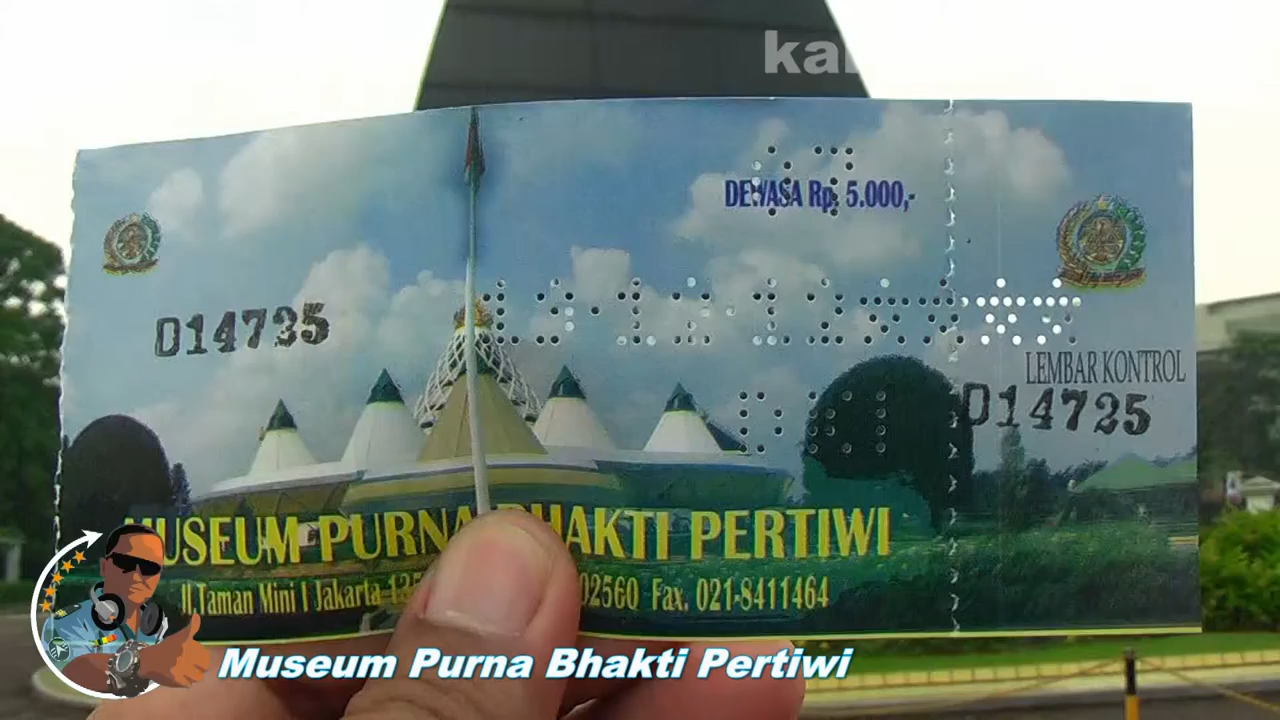 kal
DEWASA Rp. 5.000,-
014735
LEMBAR KONTROL
014725
MUSEUM PURNA BHAKTI PERTIWI
Jl.Taman Mini I Jakarta 02560 Fax. 021-8411464
Museum Purna Bhakti Pertiwi